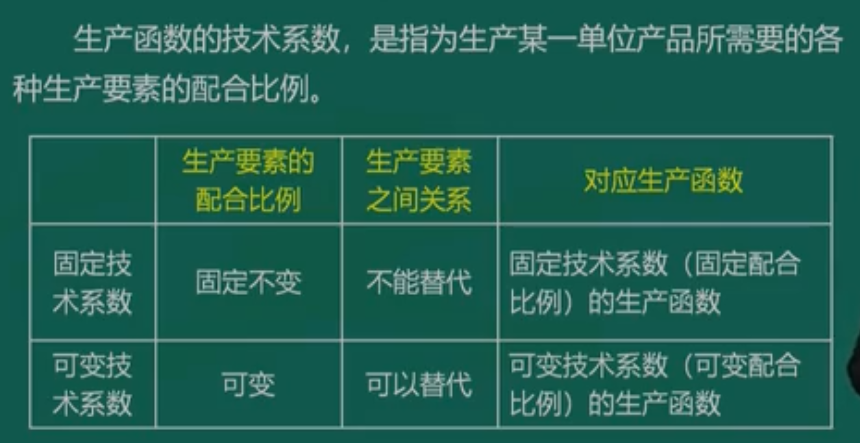 生产函数的技术系数，是指为生产某一单位产品所需要的各
种生产要素的配合比例。
生产要素的
配合比例
生产要素
之间关系
对应生产函数
固定技
术系数
固定不变
不能替代
固定技术系数（固定配合
比例）的生产函数
可变技
术系数
可变
可以替代
可变技术系数（可变配合
比例）的生产函数